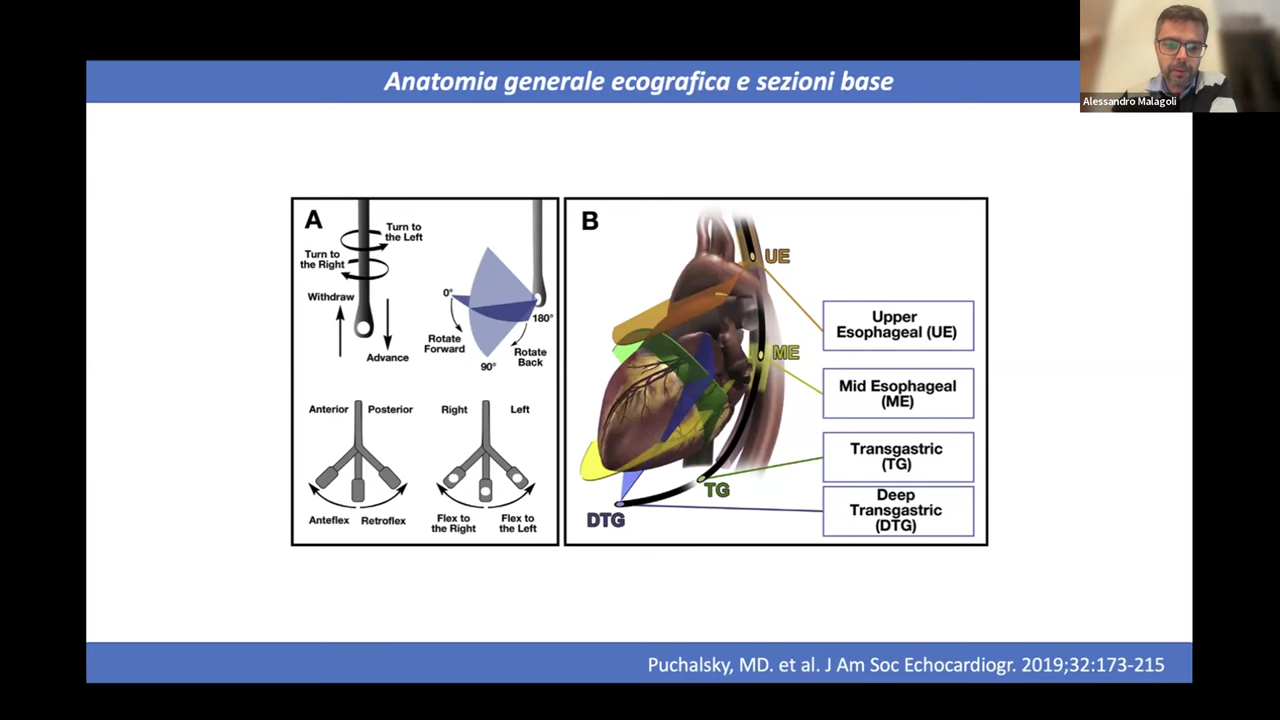 Anatomia generale ecografica e sezioni base
Alessandro Malagoli
A
Turn to
the Left
Turn to
the Right
Withdraw
Advance
0°
180°
Rotate
Forward
Rotate
Back
90°
Anterior
Posterior
Anteflex
Retroflex
Right
Left
Flex to
the Right
Flex to
the Left
B
UE
ME
TG
DTG
Upper
Esophageal (UE)
Mid Esophageal
(ME)
Transgastric
(TG)
Deep
Transgastric
(DTG)
Puchalsky, MD. et al. J Am Soc Echocardiogr. 2019;32:173-215